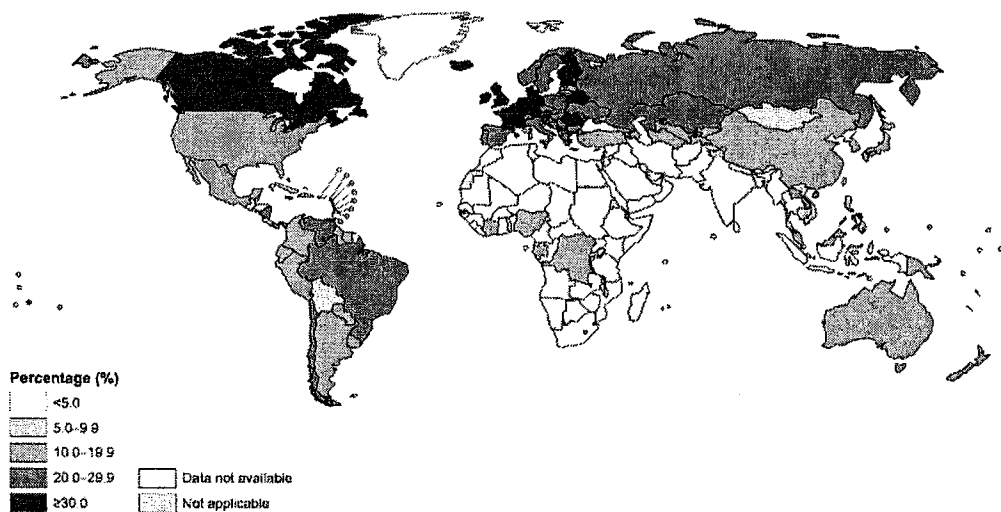 Percentage (%)
<5.0
5.0–9.9
10.0–19.9
20.0–29.9
≥30.0
Data not available
Not applicable